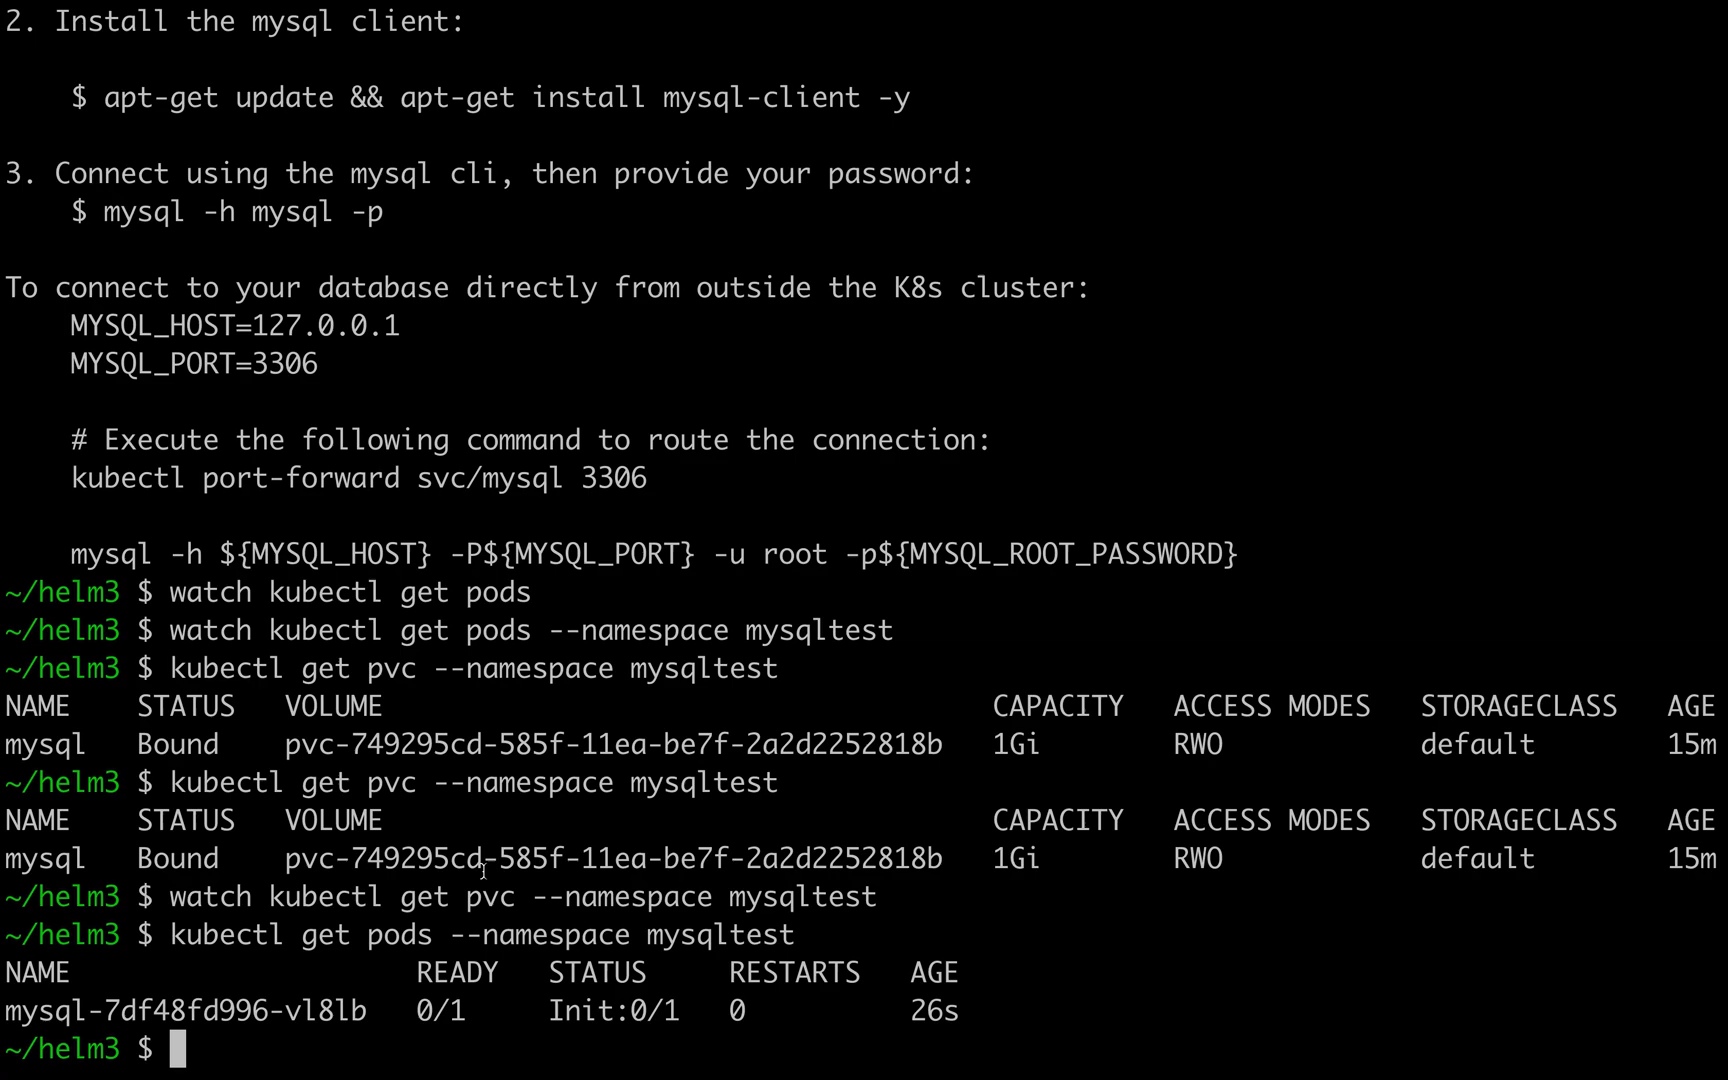 2. Install the mysql client:
$ apt-get update && apt-get install mysql-client -y
3. Connect using the mysql cli, then provide your password:
$ mysql -h mysql -p
To connect to your database directly from outside the K8s cluster:
MYSQL_HOST=127.0.0.1
MYSQL_PORT=3306
# Execute the following command to route the connection:
kubectl port-forward svc/mysql 3306
mysql -h ${MYSQL_HOST} -P${MYSQL_PORT} -u root -p${MYSQL_ROOT_PASSWORD}
~/helm3 $ watch kubectl get pods
~/helm3 $ watch kubectl get pods --namespace mysqltest
~/helm3 $ kubectl get pvc --namespace mysqltest
NAME STATUS VOLUME CAPACITY ACCESS MODES STORAGECLASS AGE
mysql Bound pvc-749295cd-585f-11ea-be7f-2a2d2252818b 1Gi RWO default 15m
~/helm3 $ kubectl get pvc --namespace mysqltest
NAME STATUS VOLUME CAPACITY ACCESS MODES STORAGECLASS AGE
mysql Bound pvc-749295cd-585f-11ea-be7f-2a2d2252818b 1Gi RWO default 15m
~/helm3 $ watch kubectl get pvc --namespace mysqltest
~/helm3 $ kubectl get pods --namespace mysqltest
NAME READY STATUS RESTARTS AGE
mysql-7df48fd996-vl8lb 0/1 Init:0/1 0 26s
~/helm3 $